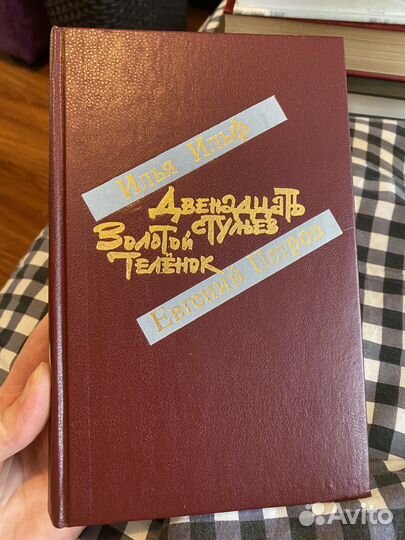 Илья Ильф
Двенадцать
стульев
Золотой
телёнок
Евгений Петров
Avito